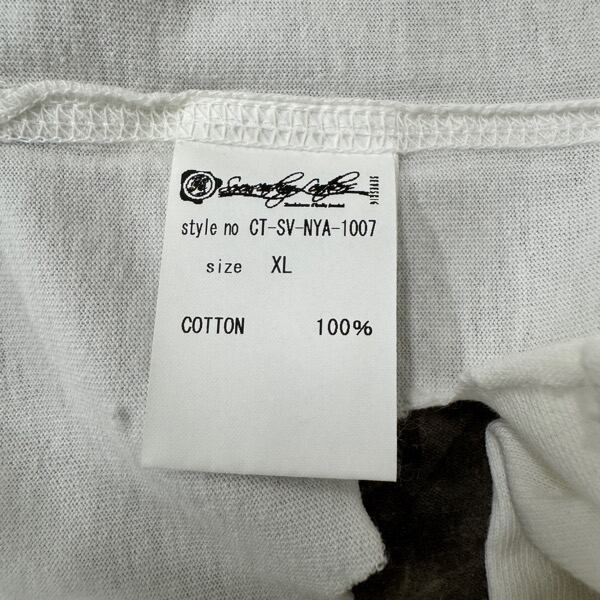 style no CT-SV-NYA-1007
size XL
COTTON 100%